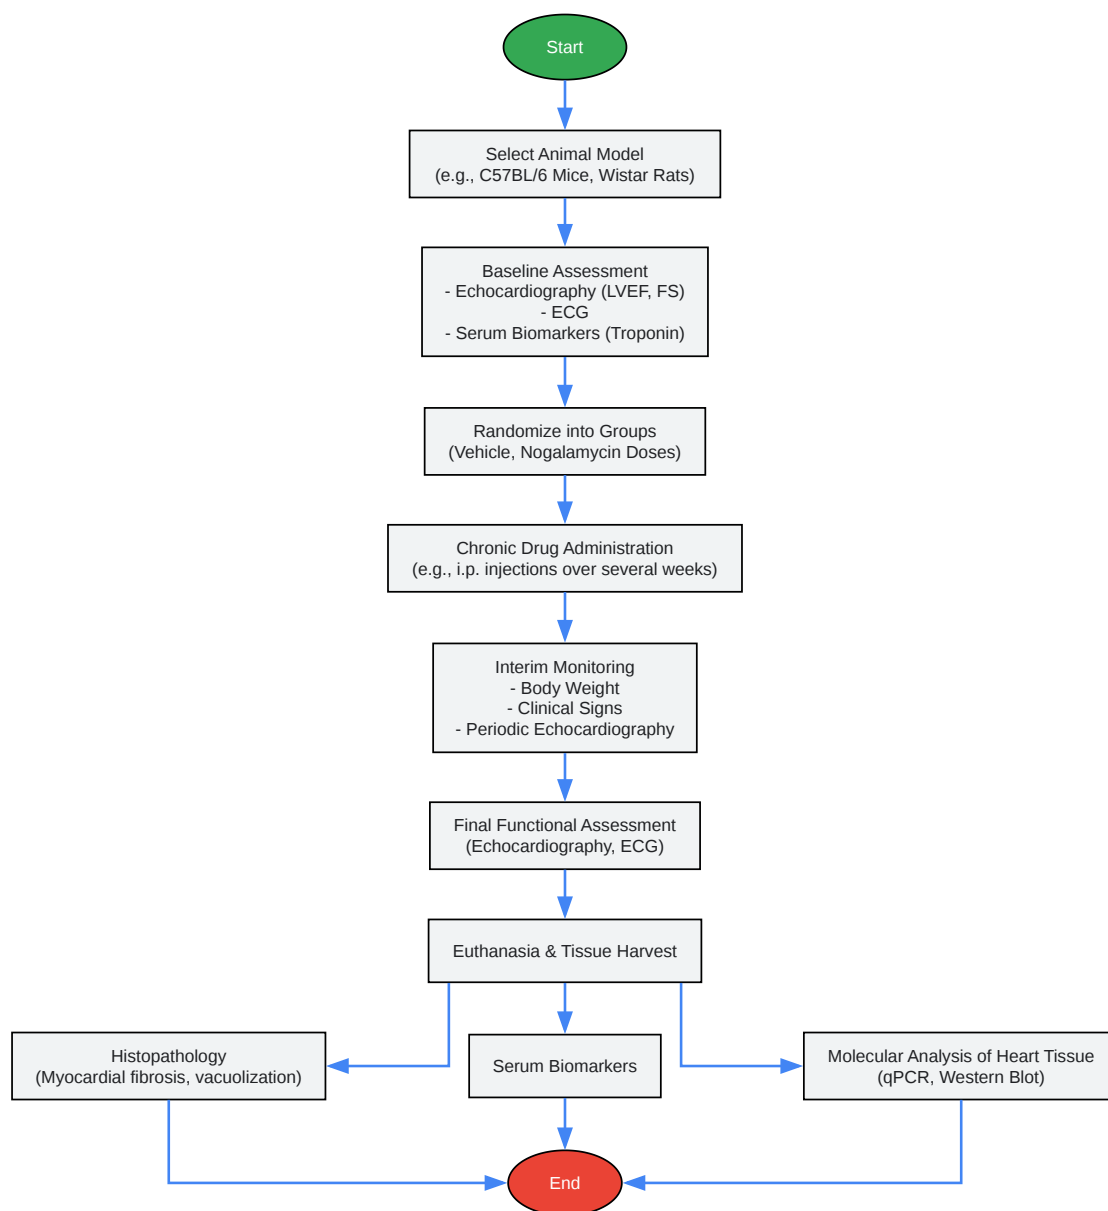 Start
Select Animal Model
(e.g., C57BL/6 Mice, Wistar Rats)
Baseline Assessment
- Echocardiography (LVEF, FS)
- ECG
- Serum Biomarkers (Troponin)
Randomize into Groups
(Vehicle, Nogalamycin Doses)
Chronic Drug Administration
(e.g., i.p. injections over several weeks)
Interim Monitoring
- Body Weight
- Clinical Signs
- Periodic Echocardiography
Final Functional Assessment
(Echocardiography, ECG)
Euthanasia & Tissue Harvest
Histopathology
(Myocardial fibrosis, vacuolization)
Serum Biomarkers
Molecular Analysis of Heart Tissue
(qPCR, Western Blot)
End